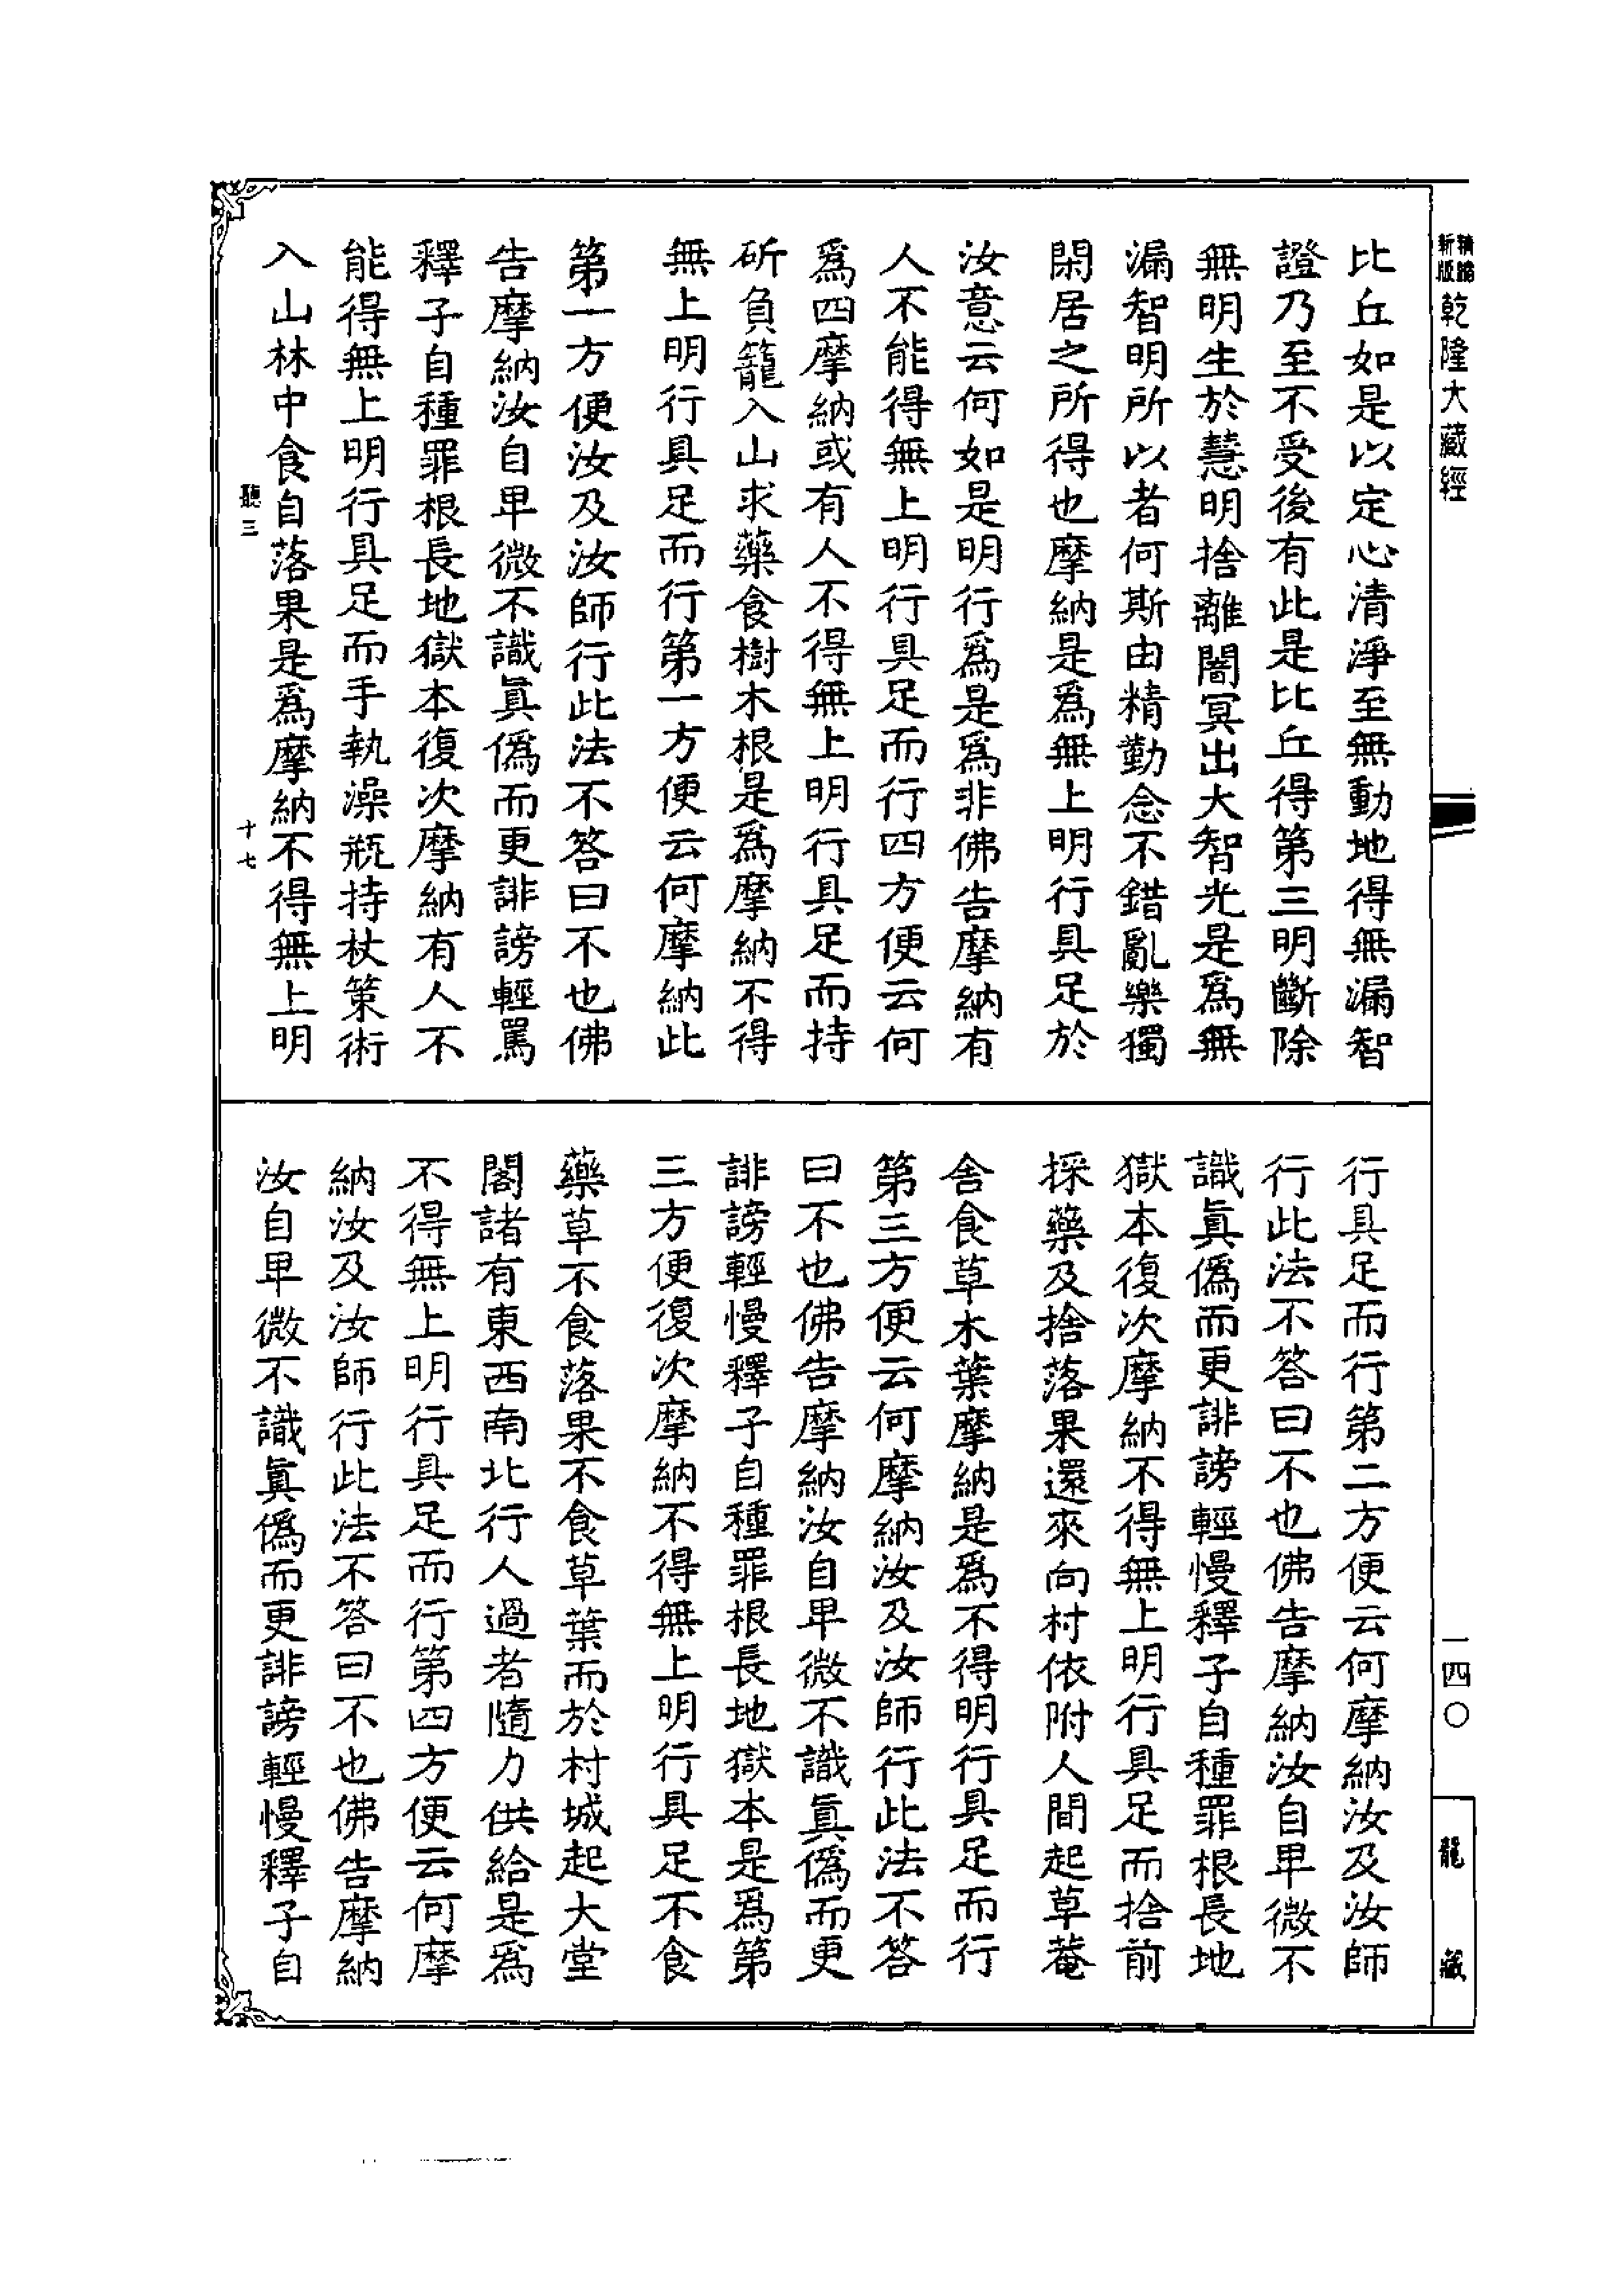 精縮
新版
乾隆大藏經
比丘如是以定心清淨至無動地得無漏智
證乃至不受後有此是比丘得第三明斷除
無明生於慧明捨離闇冥出大智光是爲無
漏智明所以者何斯由精勤念不錯亂樂獨
閑居之所得也摩納是爲無上明行具足於
汝意云何如是明行爲是爲非佛告摩納有
人不能得無上明行具足而行四方便云何
爲四摩納或有人不得無上明行具足而持
斫負籠入山求藥食樹木根是爲摩納不得
無上明行具足而行第一方便云何摩納此
第一方便汝及汝師行此法不答曰不也佛
告摩納汝自卑微不識眞僞而更誹謗輕罵
釋子自種罪根長地獄本復次摩納有人不
能得無上明行具足而手執澡瓶持杖策術
入山林中食自落果是爲摩納不得無上明
聽三
十七
行具足而行第二方便云何摩納汝及汝師
行此法不答曰不也佛告摩納汝自卑微不
識眞僞而更誹謗輕慢釋子自種罪根長地
獄本復次摩納不得無上明行具足而捨前
採藥及捨落果還來向村依附人間起草菴
舍食草木葉摩納是爲不得明行具足而行
第三方便云何摩納汝及汝師行此法不答
曰不也佛告摩納汝自卑微不識眞僞而更
誹謗輕慢釋子自種罪根長地獄本是爲第
三方便復次摩納不得無上明行具足不食
藥草不食落果不食草葉而於村城起大堂
閣諸有東西南北行人過者隨力供給是爲
不得無上明行具足而行第四方便云何摩
納汝及汝師行此法不答曰不也佛告摩納
汝自卑微不識眞僞而更誹謗輕慢釋子自
一四〇
龍藏